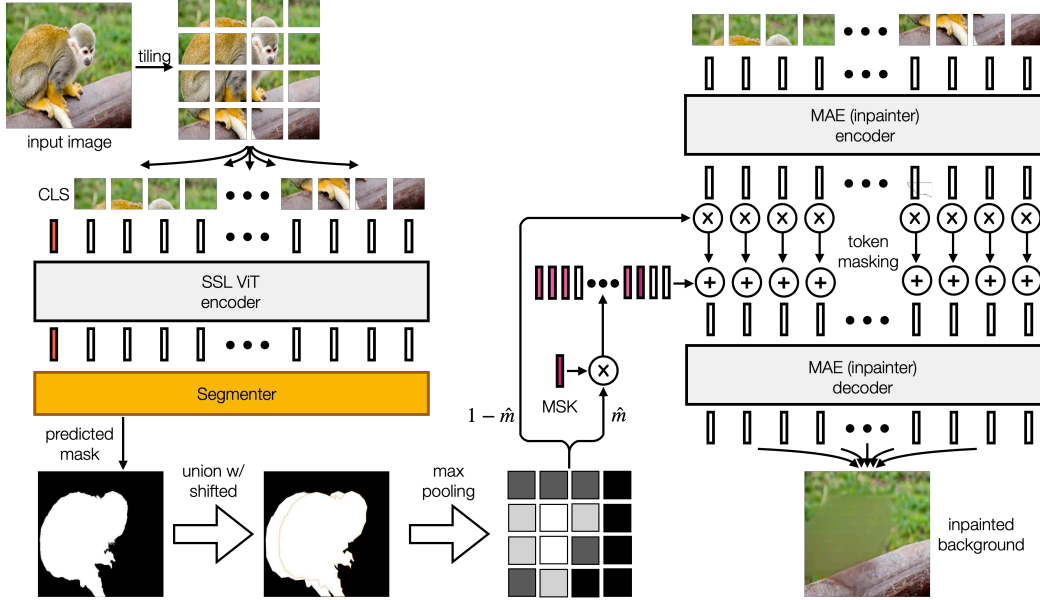 input image
tiling
CLS
SSL ViT
encoder
Segmenter
predicted
mask
union w/
shifted
max
pooling
MSK
1 − m̂
m̂
MAE (inpainter)
encoder
token
masking
MAE (inpainter)
decoder
inpainted
background